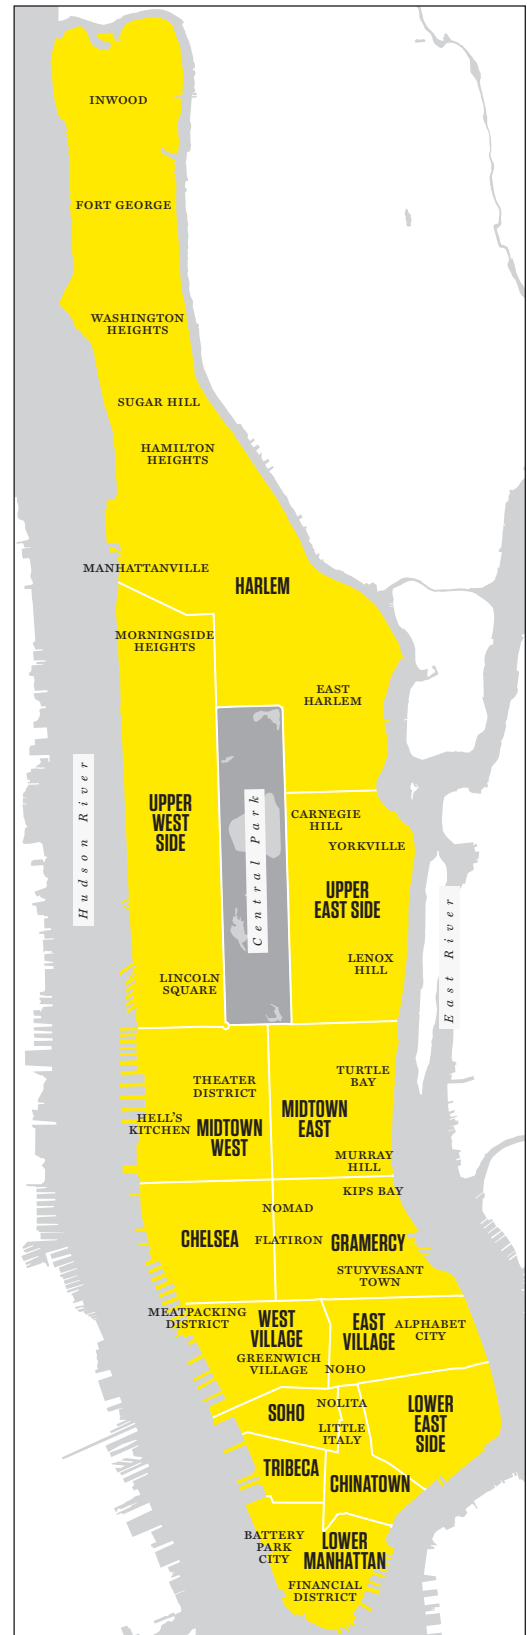 INWOOD
FORT GEORGE
WASHINGTON
HEIGHTS
SUGAR HILL
HAMILTON
HEIGHTS
MANHATTANVILLE
HARLEM
MORNINGSIDE
HEIGHTS
EAST
HARLEM
Hudson River
UPPER
WEST
SIDE
Central Park
CARNEGIE
HILL
YORKVILLE
UPPER
EAST SIDE
East River
LENOX
HILL
LINCOLN
SQUARE
THEATER
DISTRICT
TURTLE
BAY
HELL'S
KITCHEN
MIDTOWN
WEST
MIDTOWN
EAST
MURRAY
HILL
KIPS BAY
NOMAD
CHELSEA
FLATIRON
GRAMERCY
STUYVESANT
TOWN
MEATPACKING
DISTRICT
WEST
VILLAGE
EAST
VILLAGE
ALPHABET
CITY
GREENWICH
VILLAGE
NOHO
SOHO
NOLITA
LITTLE
ITALY
LOWER
EAST
SIDE
TRIBECA
CHINATOWN
BATTERY
PARK
CITY
LOWER
MANHATTAN
FINANCIAL
DISTRICT